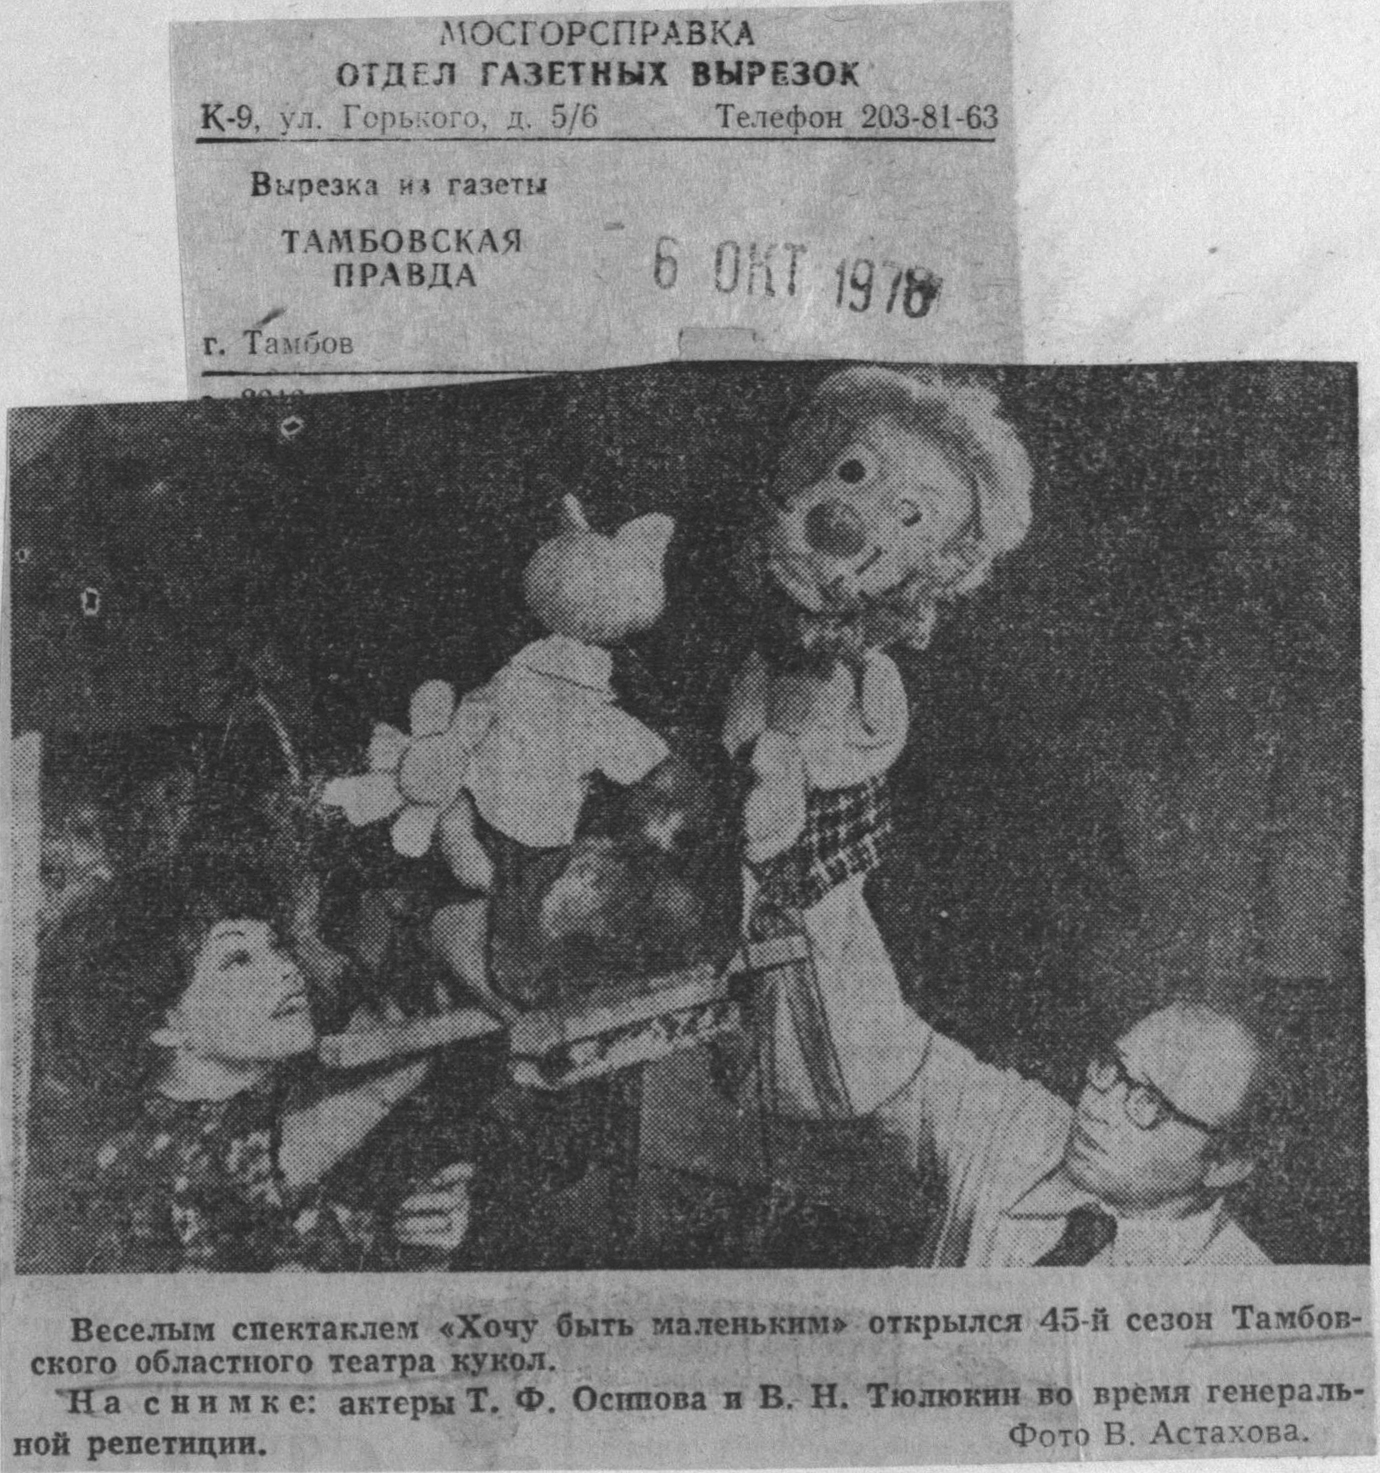 МОСГОРСПРАВКА
ОТДЕЛ ГАЗЕТНЫХ ВЫРЕЗОК
К-9, ул. Горького, д. 5/6 Телефон 203-81-63
Вырезка из газеты
ТАМБОВСКАЯ
ПРАВДА
6 ОКТ 1978
г. Тамбов
Веселым спектаклем «Хочу быть маленьким» открылся 45-й сезон Тамбов-
ского областного театра кукол.
На снимке: актеры Т. Ф. Осипова и В. Н. Тюлюкин во время генераль-
ной репетиции.
Фото В. Астахова.